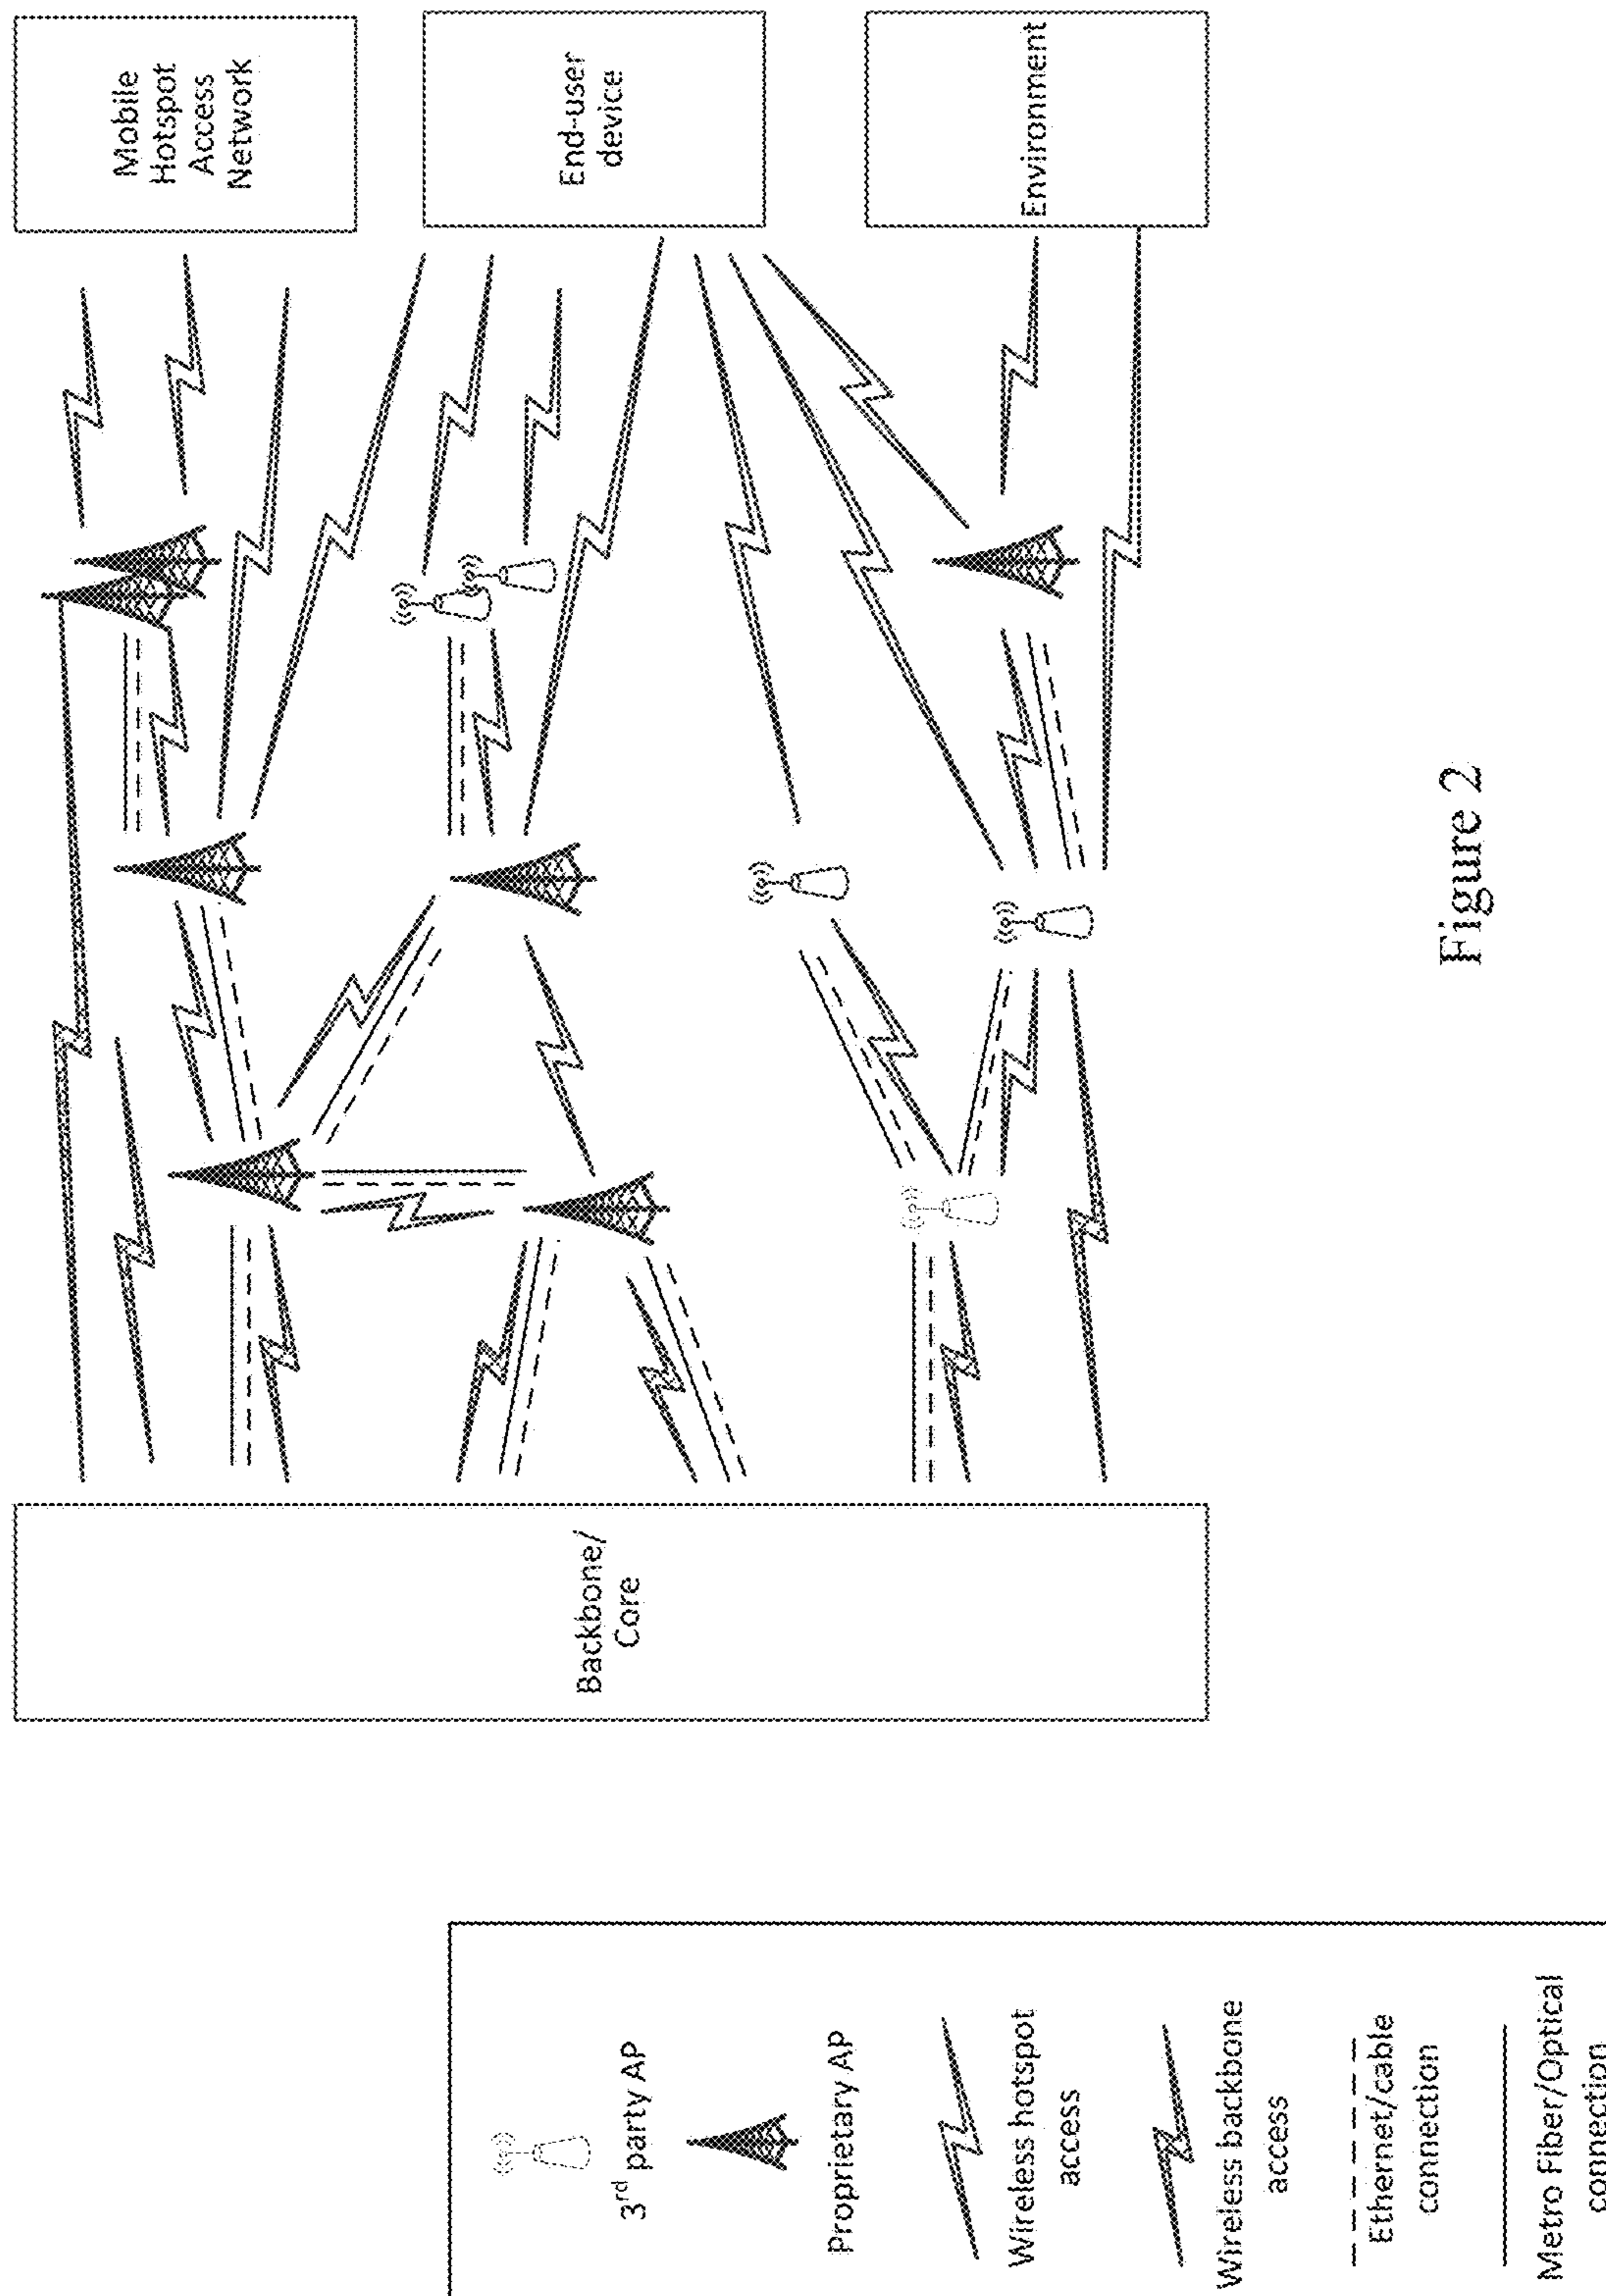 Mobile
Hotspot
Access
Network
End-user
device
Environment
Backbone/
Core
3rd party AP
Proprietary AP
Wireless hotspot
access
Wireless backbone
access
Ethernet/cable
connection
Metro Fiber/Optical
connection
Figure 2